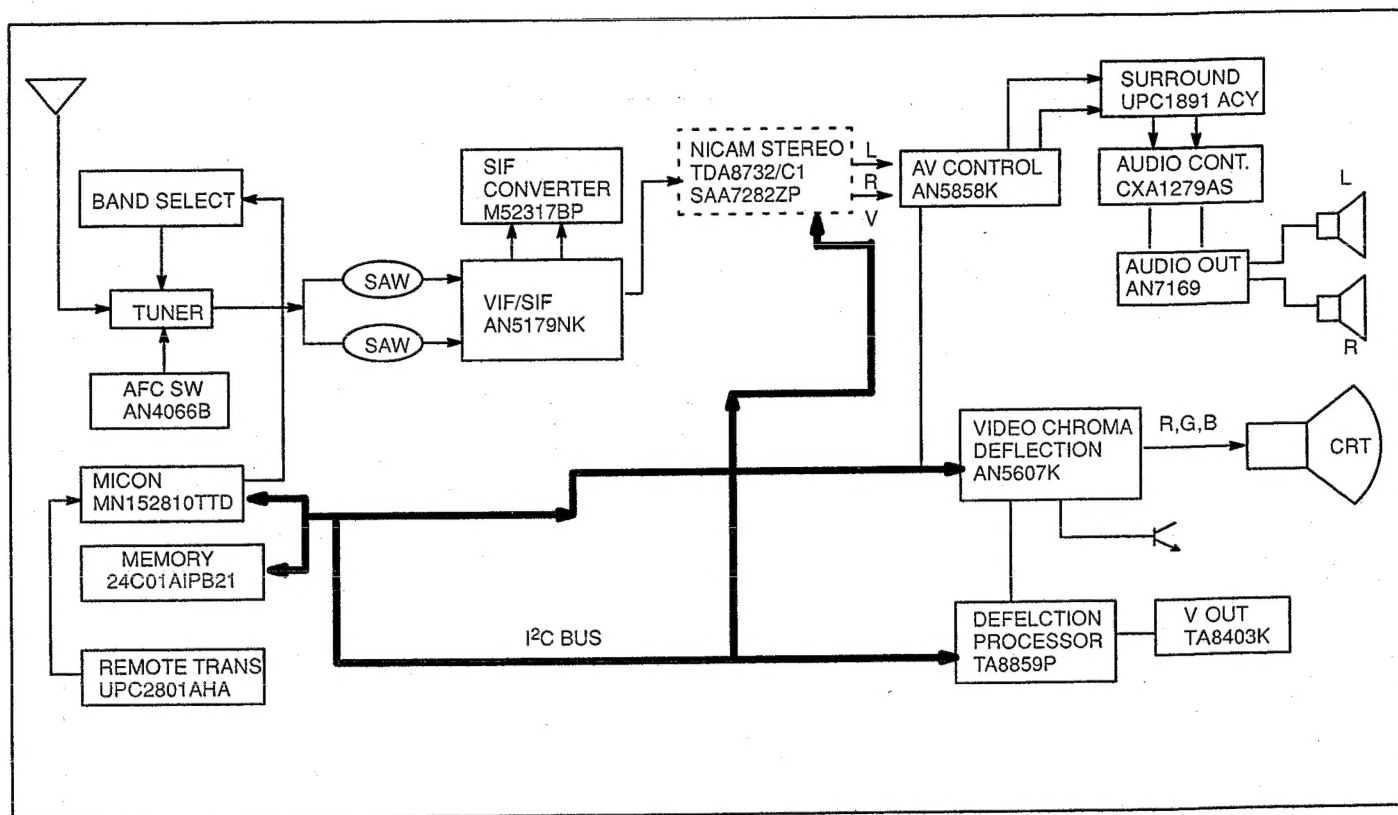 SURROUND
UPC1891 ACY
NICAM STEREO
TDA8732/C1
SAA7282ZP
L
R
V
AV CONTROL
AN5858K
AUDIO CONT.
CXA1279AS
SIF
CONVERTER
M52317BP
BAND SELECT
L
AUDIO OUT
AN7169
R
TUNER
SAW
SAW
VIF/SIF
AN5179NK
AFC SW
AN4066B
VIDEO CHROMA
DEFLECTION
AN5607K
R,G,B
CRT
MICON
MN152810TTD
MEMORY
24C01AIPB21
I²C BUS
DEFELCTION
PROCESSOR
TA8859P
V OUT
TA8403K
REMOTE TRANS
UPC2801AHA